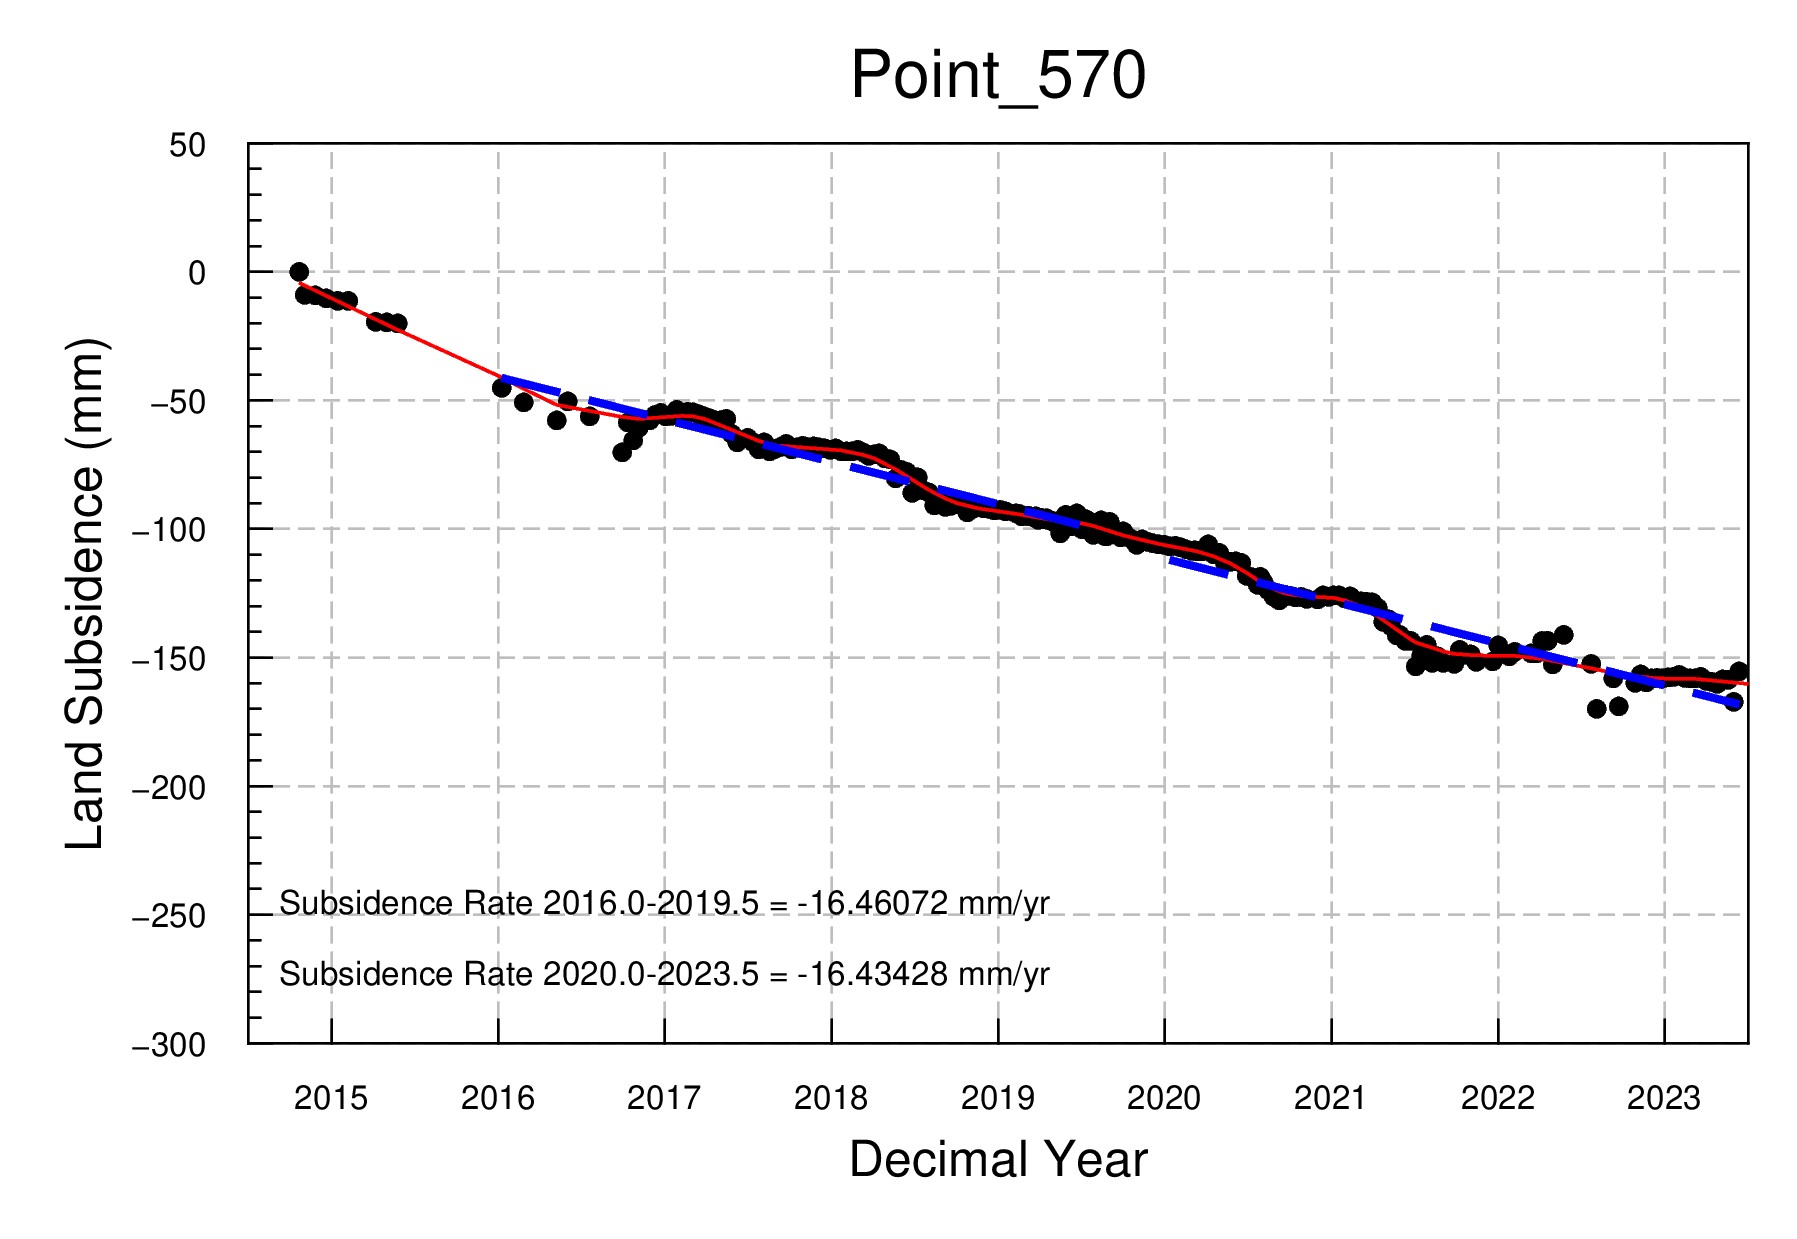 Point_570
50
0
−50
−100
−150
−200
−250
−300
Land Subsidence (mm)
Subsidence Rate 2016.0-2019.5 = -16.46072 mm/yr
Subsidence Rate 2020.0-2023.5 = -16.43428 mm/yr
2015 2016 2017 2018 2019 2020 2021 2022 2023
Decimal Year